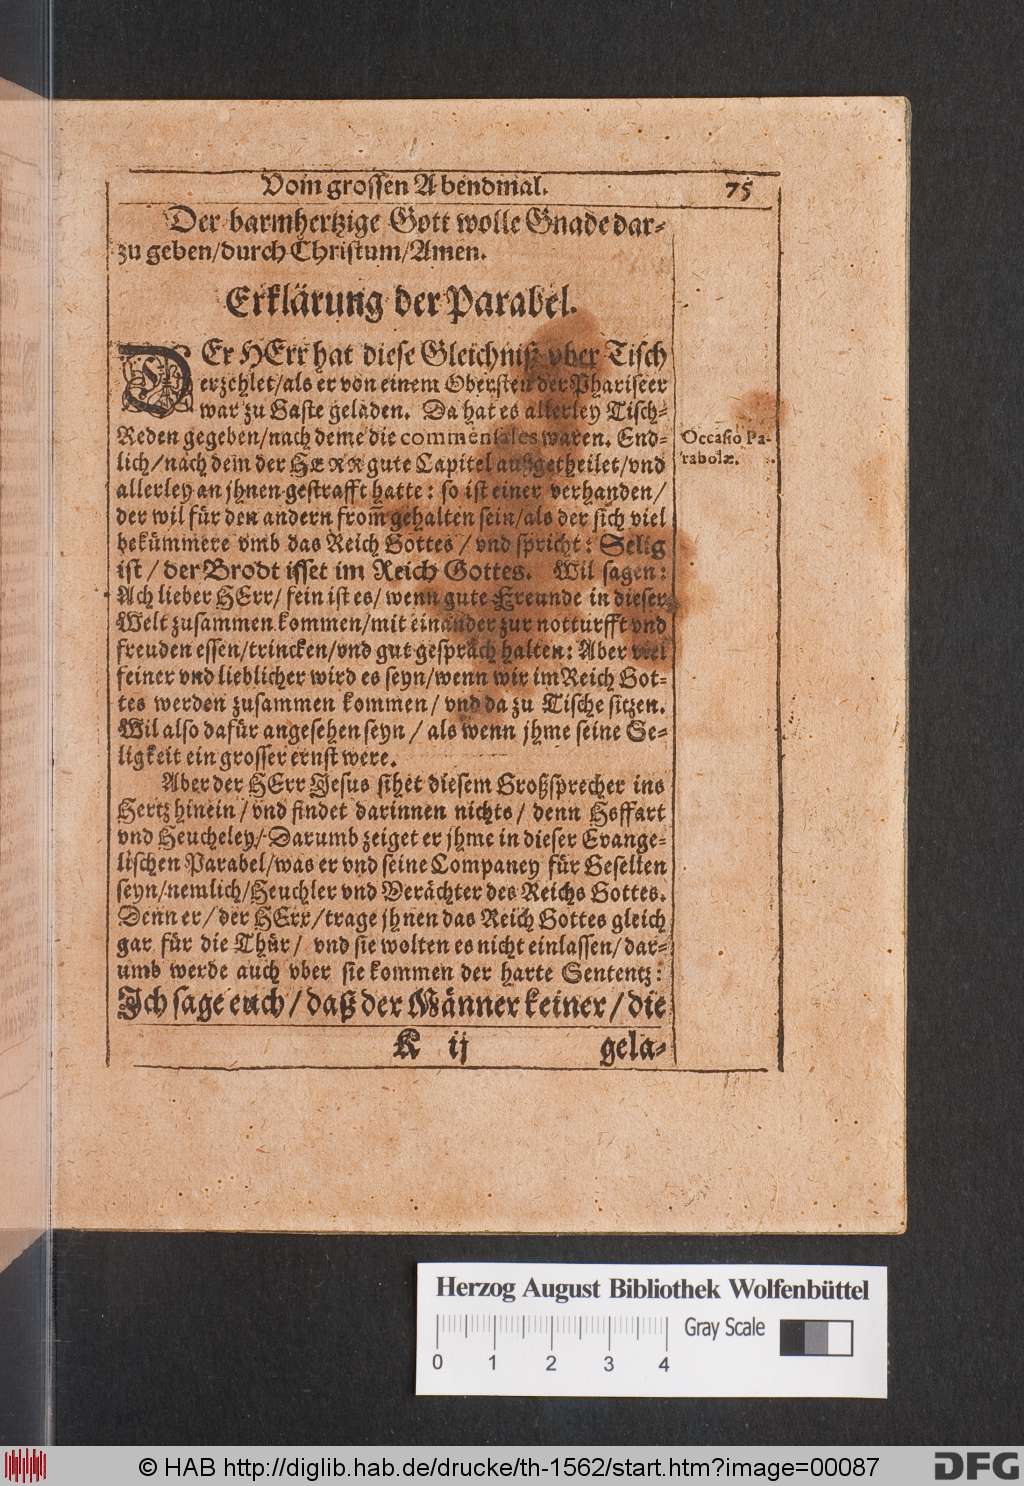 Vom grossen Abendmal. 75
Der barmhertzige Gott wolle Gnade dar-
zu geben/durch Christum/Amen.
Erklärung der Parabel.
DEr HErr hat diese Gleichniß vber Tisch
erzehlet/als er von einem Obersten der Phariseer
war zu Gaste geladen. Da hat es allerley Tisch-
Reden gegeben/nach deme die commensales waren. End-
lich/nach dem der HERR gute Capitel außgetheilet/vnd
allerley an jhnen gestrafft hatte: so ist einer verhanden/
der wil für den andern from̄ gehalten sein/als der sich viel
bekümmere vmb das Reich Gottes/vnd spricht: Selig
ist/der Brodt isset im Reich Gottes. Wil sagen:
Ach lieber HErr/fein ist es/wenn gute Freunde in dieser
Welt zusammen kommen/mit einander zur notturfft vnd
freuden essen/trincken/vnd gut gespräch halten: Aber viel
feiner vnd lieblicher wird es seyn/wenn wir im Reich Got-
tes werden zusammen kommen/vnd da zu Tische sitzen.
Wil also dafür angesehen seyn/als wenn jhme seine Se-
ligkeit ein grosser ernst were.
Aber der HErr Jesus sihet diesem Großsprecher ins
Hertz hinein/vnd findet darinnen nichts/denn Hoffart
vnd Heucheley/Darumb zeiget er jhme in dieser Evange-
lischen Parabel/was er vnd seine Companey für Gesellen
seyn/nemlich/Heuchler vnd Verächter des Reichs Gottes.
Denn er/der HErr/trage jhnen das Reich Gottes gleich
gar für die Thür/vnd sie wolten es nicht einlassen/dar-
umb werde auch vber sie kommen der harte Sententz:
Ich sage euch/daß der Männer keiner/die
K ij gela-
Occasio Pa-
rabolæ.
Herzog August Bibliothek Wolfenbüttel
Gray Scale
0 1 2 3 4
© HAB http://diglib.hab.de/drucke/th-1562/start.htm?image=00087
DFG